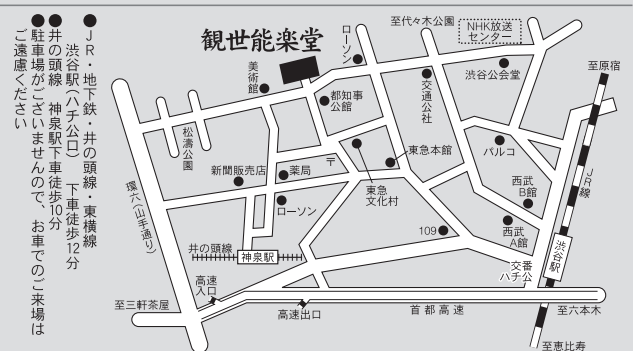 ●ＪＲ・地下鉄・井の頭線・東横線
渋谷駅(ハチ公口)　下車徒歩12分
●井の頭線　神泉駅下車徒歩10分
●駐車場がございませんので、お車でのご来場は
ご遠慮ください
観世能楽堂
ローソン
至代々木公園
NHK放送
センター
至原宿
美術館
都知事
公館
交通公社
渋谷公会堂
松濤公園
新聞販売店
薬局
〒
東急本館
東急
文化村
パルコ
JR線
西武
B館
西武
A館
ローソン
環六(山手通り)
井の頭線
神泉駅
109
交番
ハチ公
渋谷駅
高速
入口
至三軒茶屋
高速出口
首都高速
至六本木
至恵比寿